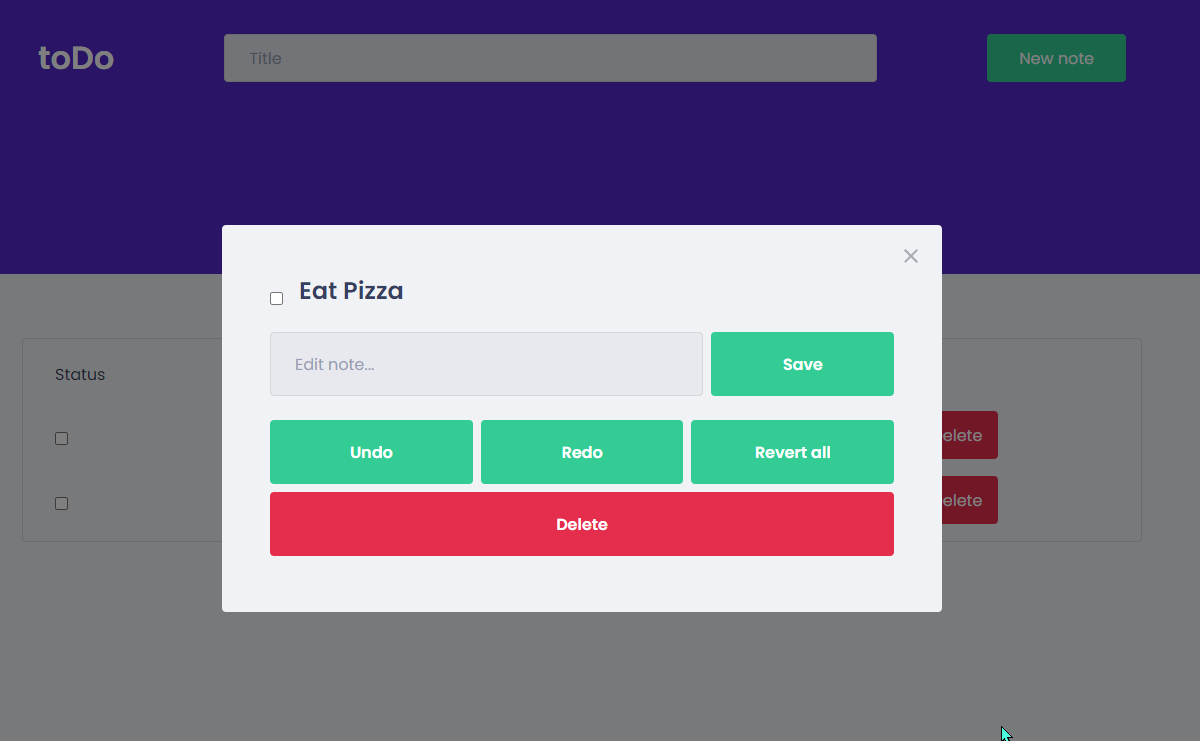 toDo
Title
New note
Eat Pizza
Edit note...
Save
Status
Undo
Redo
Revert all
elete
Delete
elete